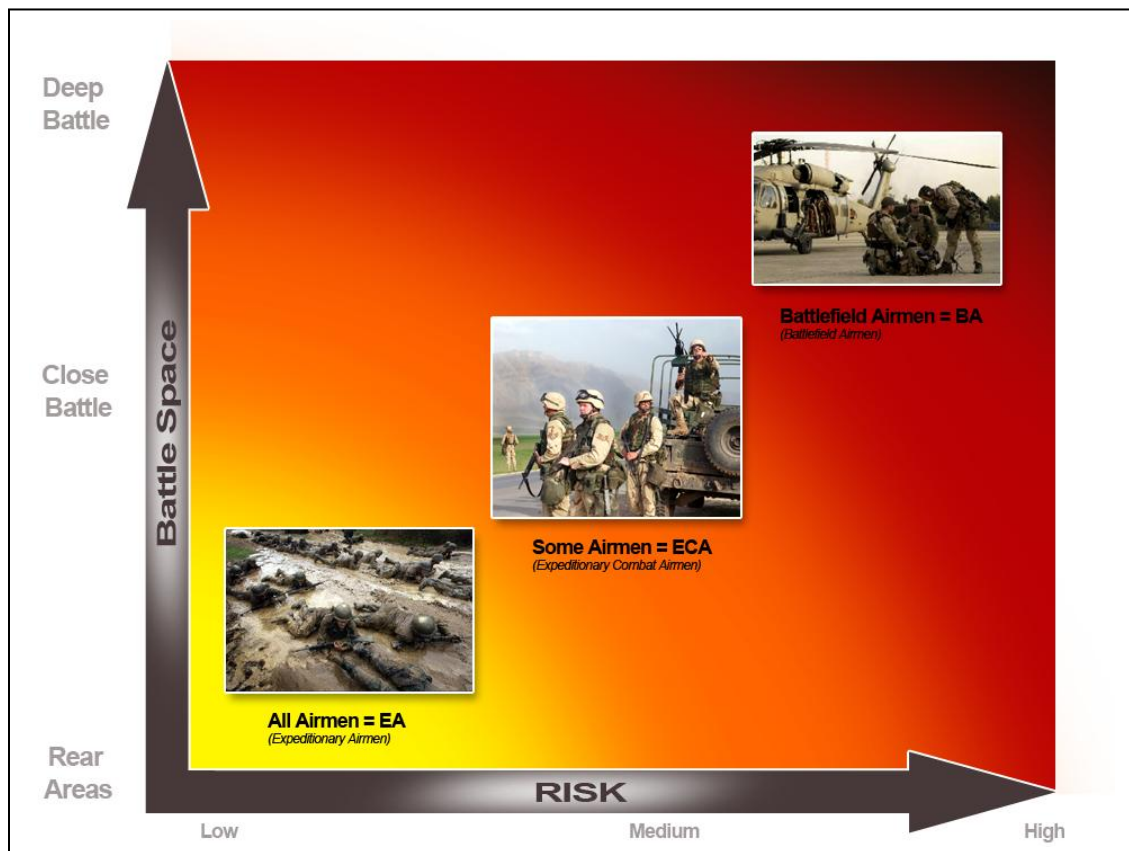 Deep
Battle
Battlefield Airmen = BA
(Battlefield Airmen)
Close
Battle
Battle Space
Some Airmen = ECA
(Expeditionary Combat Airmen)
All Airmen = EA
(Expeditionary Airmen)
Rear
Areas
RISK
Low
Medium
High